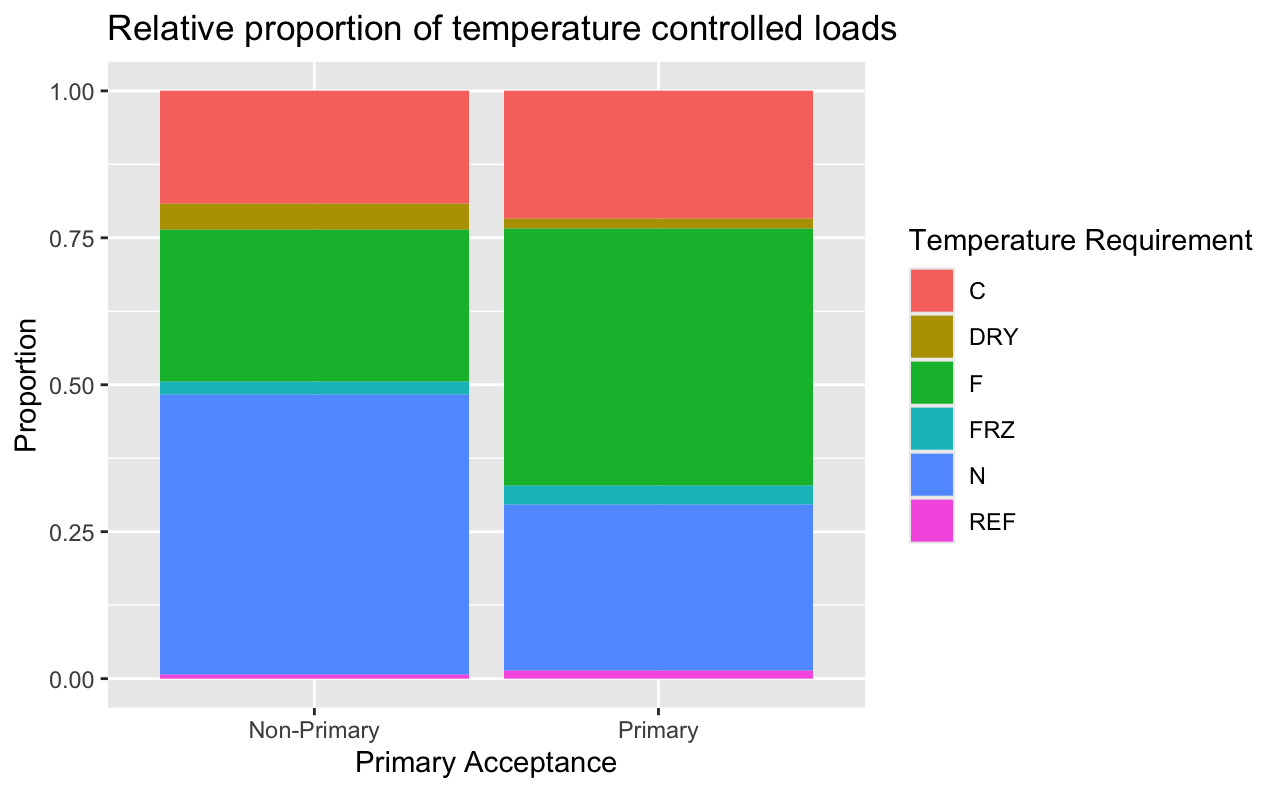 Relative proportion of temperature controlled loads
1.00
0.75
0.50
0.25
0.00
Proportion
Non-Primary
Primary
Primary Acceptance
Temperature Requirement
C
DRY
F
FRZ
N
REF